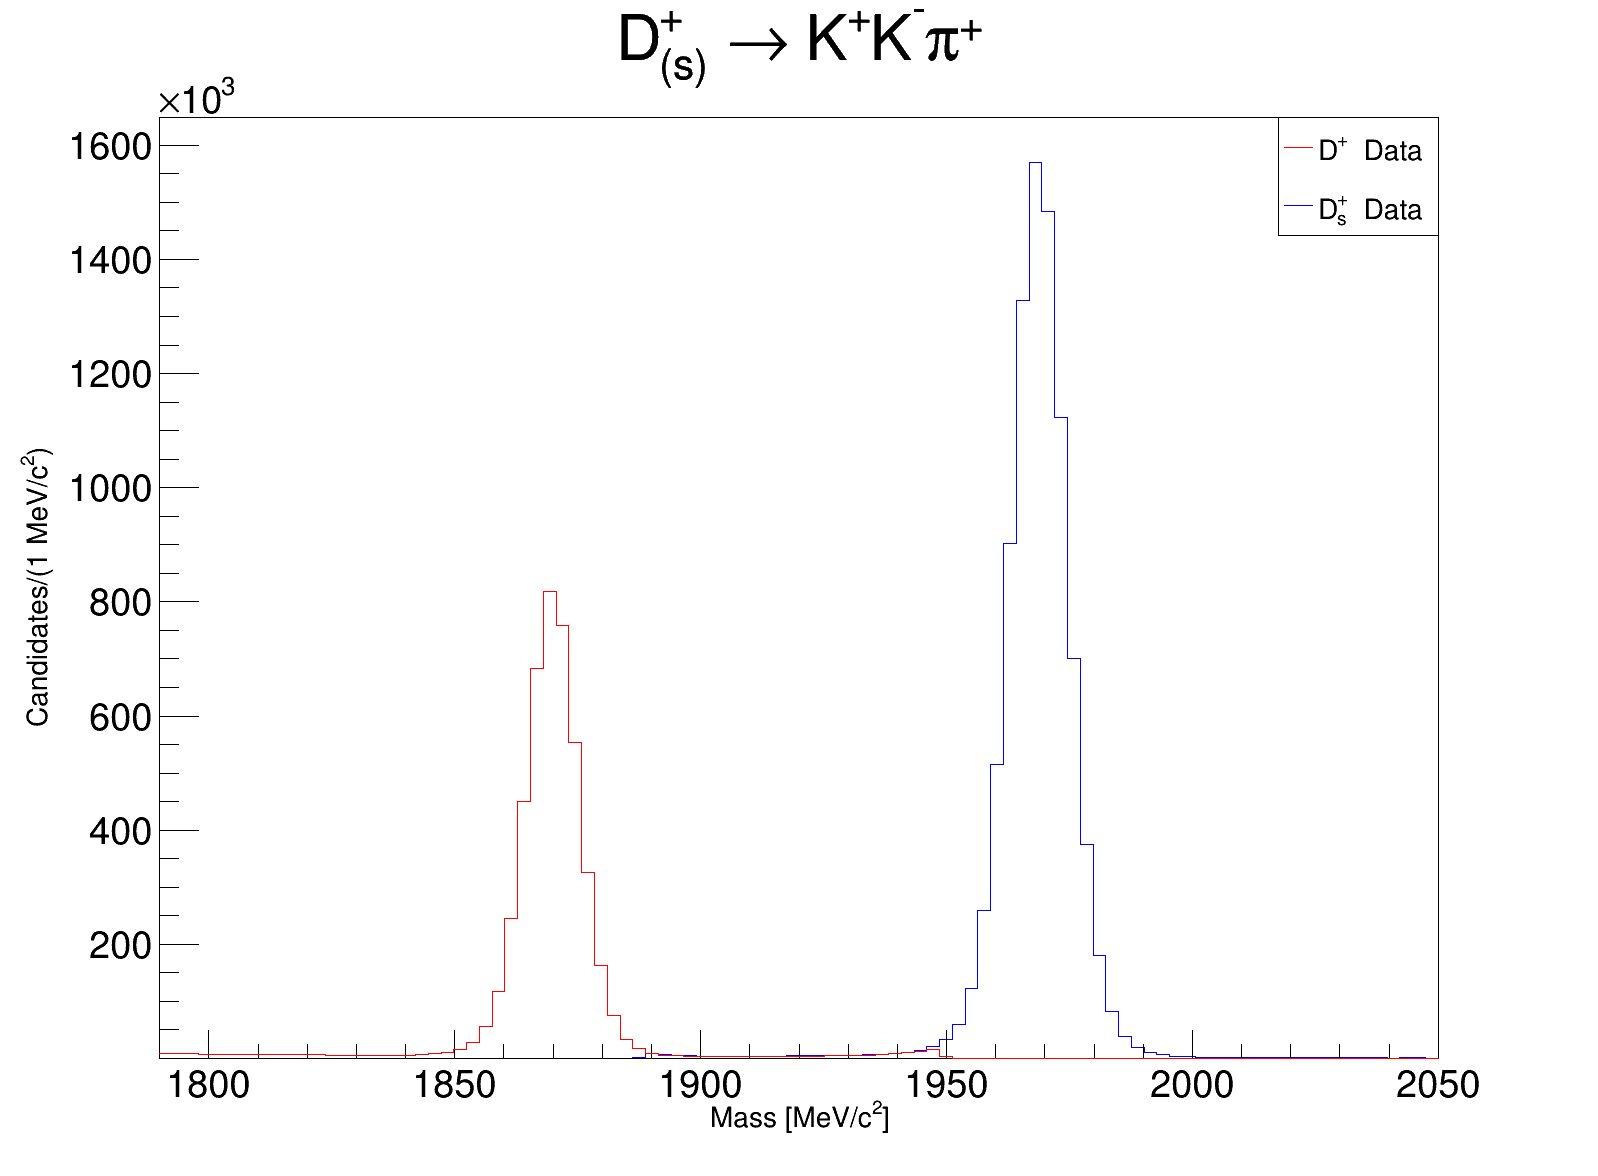 D⁺₍ₛ₎ → K⁺K⁻π⁺
×10³
1600
1400
1200
1000
800
600
400
200
Candidates/(1 MeV/c²)
D⁺ Data
Dₛ⁺ Data
1800 1850 1900 1950 2000 2050
Mass [MeV/c²]